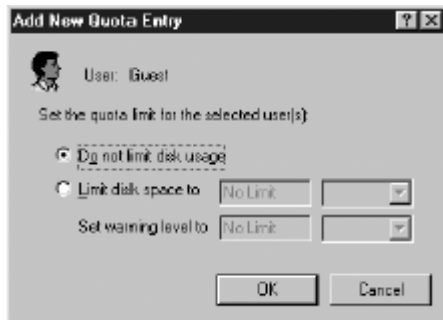 Add New Quota Entry
User: Guest
Set the quota limit for the selected user(s):
Do not limit disk usage
Limit disk space to No Limit
Set warning level to No Limit
OK Cancel